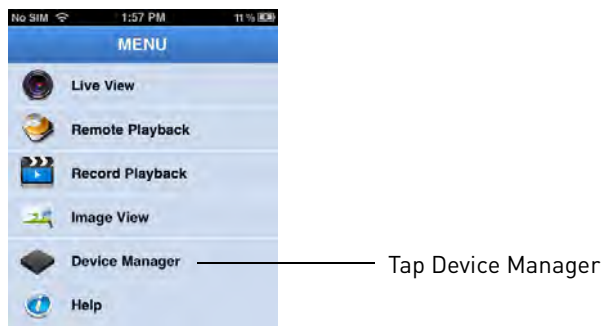 No SIM 1:57 PM 11%
MENU
Live View
Remote Playback
Record Playback
Image View
Device Manager Tap Device Manager
Help